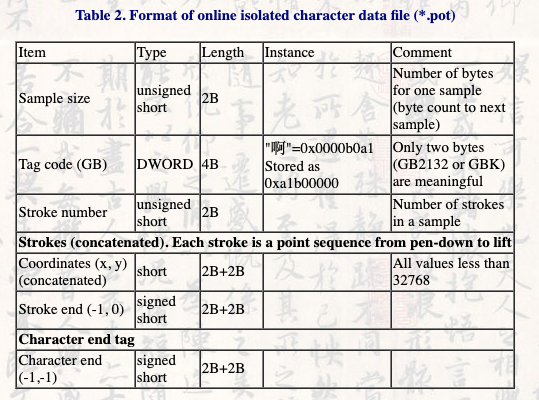 Table 2. Format of online isolated character data file (*.pot)
Item Type Length Instance Comment
Sample size unsigned short 2B Number of bytes for one sample (byte count to next sample)
Tag code (GB) DWORD 4B "啊"=0x0000b0a1 Stored as 0xa1b00000 Only two bytes (GB2132 or GBK) are meaningful
Stroke number unsigned short 2B Number of strokes in a sample
Strokes (concatenated). Each stroke is a point sequence from pen-down to lift
Coordinates (x, y) (concatenated) short 2B+2B All values less than 32768
Stroke end (-1, 0) signed short 2B+2B
Character end tag
Character end (-1,-1) signed short 2B+2B